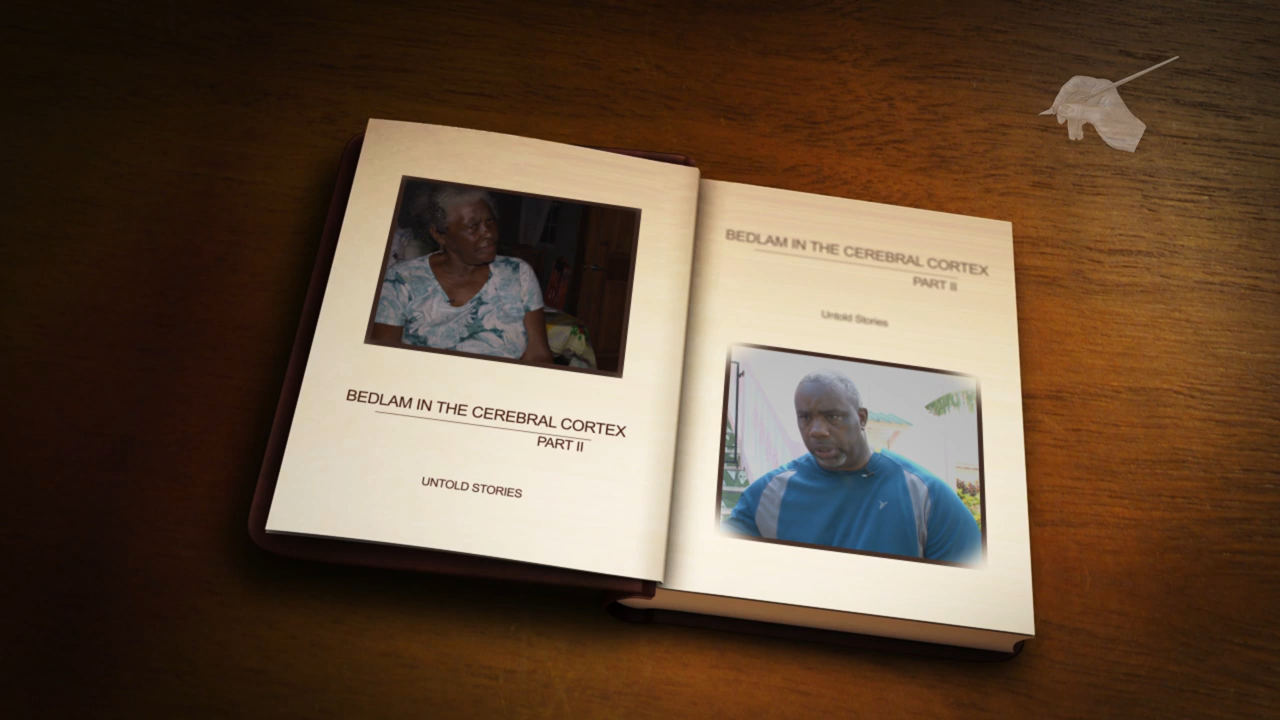 BEDLAM IN THE CEREBRAL CORTEX
PART II
UNTOLD STORIES
BEDLAM IN THE CEREBRAL CORTEX
PART II
Untold Stories